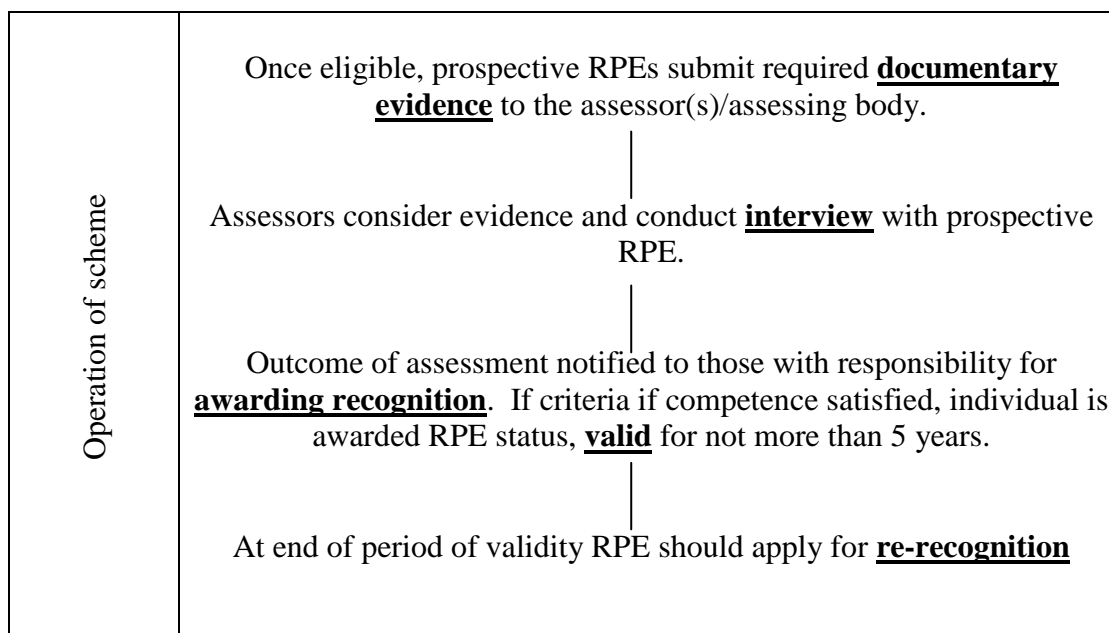 Operation of scheme
Once eligible, prospective RPEs submit required documentary
evidence to the assessor(s)/assessing body.
Assessors consider evidence and conduct interview with prospective
RPE.
Outcome of assessment notified to those with responsibility for
awarding recognition.  If criteria if competence satisfied, individual is
awarded RPE status, valid for not more than 5 years.
At end of period of validity RPE should apply for re-recognition